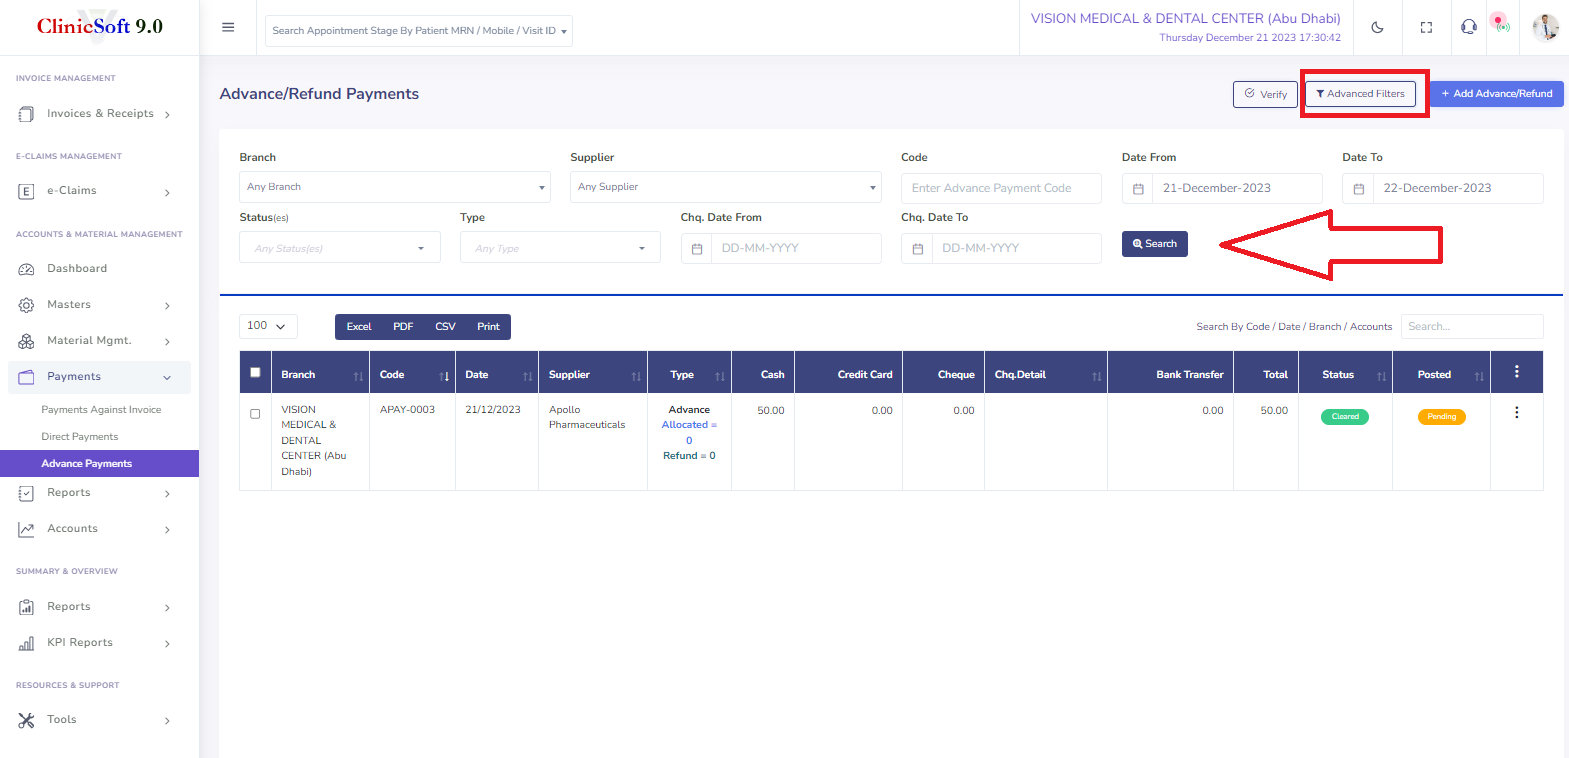 ClinicSoft 9.0
Search Appointment Stage By Patient MRN / Mobile / Visit ID
VISION MEDICAL & DENTAL CENTER (Abu Dhabi)
Thursday December 21 2023 17:30:42
INVOICE MANAGEMENT
Invoices & Receipts
E-CLAIMS MANAGEMENT
e-Claims
ACCOUNTS & MATERIAL MANAGEMENT
Dashboard
Masters
Material Mgmt.
Payments
Payments Against Invoice
Direct Payments
Advance Payments
Reports
Accounts
SUMMARY & OVERVIEW
Reports
KPI Reports
RESOURCES & SUPPORT
Tools
Advance/Refund Payments
Verify
Advanced Filters
+ Add Advance/Refund
Branch Supplier Code Date From Date To
Any Branch Any Supplier Enter Advance Payment Code 21-December-2023 22-December-2023
Status(es) Type Chq. Date From Chq. Date To
Any Status(es) Any Type DD-MM-YYYY DD-MM-YYYY Search
100 Excel PDF CSV Print Search By Code / Date / Branch / Accounts Search...
Branch Code Date Supplier Type Cash Credit Card Cheque Chq.Detail Bank Transfer Total Status Posted
VISION APAY-0003 21/12/2023 Apollo Advance 50.00 0.00 0.00 0.00 50.00 Cleared Pending
MEDICAL & Pharmaceuticals Allocated =
DENTAL 0
CENTER (Abu Refund = 0
Dhabi)